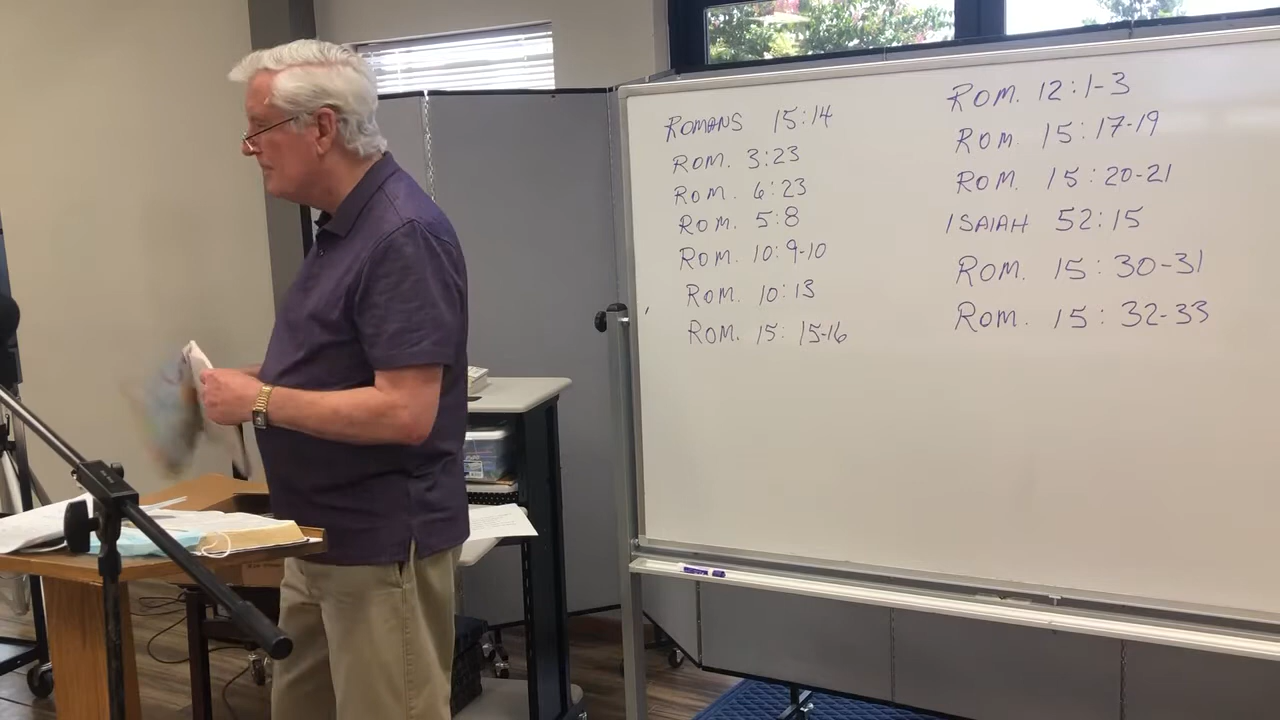 ROMANS 15:14
ROM. 3:23
ROM. 6:23
ROM. 5:8
ROM. 10:9-10
ROM. 10:13
ROM. 15:15-16
ROM. 12:1-3
ROM. 15:17-19
ROM. 15:20-21
ISAIAH 52:15
ROM. 15:30-31
ROM. 15:32-33